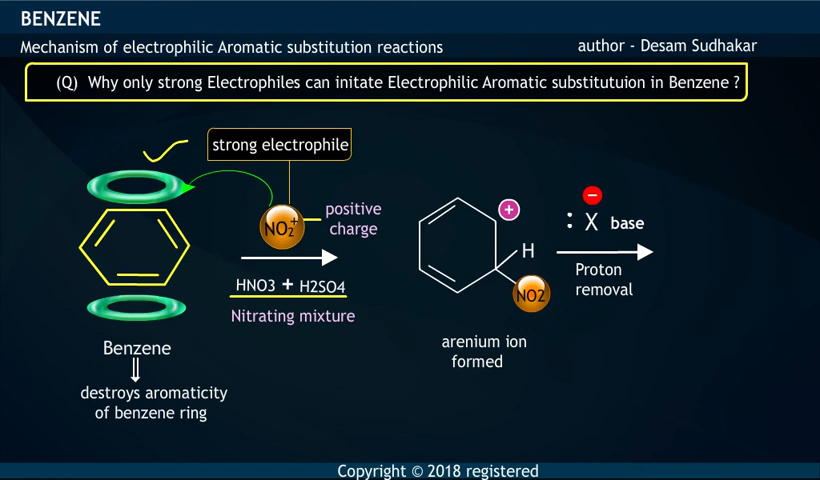 BENZENE
Mechanism of electrophilic Aromatic substitution reactions
author - Desam Sudhakar
(Q) Why only strong Electrophiles can initate Electrophilic Aromatic substitutuion in Benzene ?
strong electrophile
NO2+
positive
charge
HNO3 + H2SO4
Nitrating mixture
Benzene
destroys aromaticity
of benzene ring
+
H
NO2
arenium ion
formed
−
: X base
Proton
removal
Copyright © 2018 registered